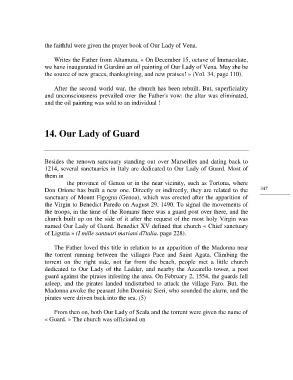 the faithful were given the prayer book of Our Lady of Vena.
Writes the Father from Altamura, « On December 15, octave of Immaculate,
we have inaugurated in Giardini an oil painting of Our Lady of Vena. May she be
the source of new graces, thanksgiving, and new praises! » (Vol. 34, page 110).
After the second world war, the church has been rebuilt. But, superficiality
and unconsciousness prevailed over the Father's vow: the altar was eliminated,
and the oil painting was sold to an individual !
14. Our Lady of Guard
Besides the renown sanctuary standing out over Marseilles and dating back to
1214, several sanctuaries in Italy are dedicated to Our Lady of Guard. Most of
them in
the province of Genoa or in the near vicinity, such as Tortona, where
Don Orione has built a new one. Directly or indirectly, they are related to the
sanctuary of Mount Figogna (Genoa), which was erected after the apparition of
the Virgin to Benedict Paredo on August 29, 1490. To signal the movements of
the troops, in the time of the Romans there was a guard post over there, and the
church built up on the side of it after the request of the most holy Virgin was
named Our Lady of Guard. Benedict XV defined that church « Chief sanctuary
of Liguria » (I mille santuari mariani d'Italia, page 228).
347
The Father loved this title in relation to an apparition of the Madonna near
the torrent running between the villages Pace and Saint Agata. Climbing the
torrent on the right side, not far from the beach, people met a little church
dedicated to Our Lady of the Ladder, and nearby the Azzarello tower, a post
guard against the pirates infesting the area. On February 2, 1554, the guards fell
asleep, and the pirates landed undisturbed to attack the village Faro. But, the
Madonna awoke the peasant John Dominic Sieri, who sounded the alarm, and the
pirates were driven back into the sea. (5)
From then on, both Our Lady of Scala and the torrent were given the name of
« Guard. » The church was officiated on